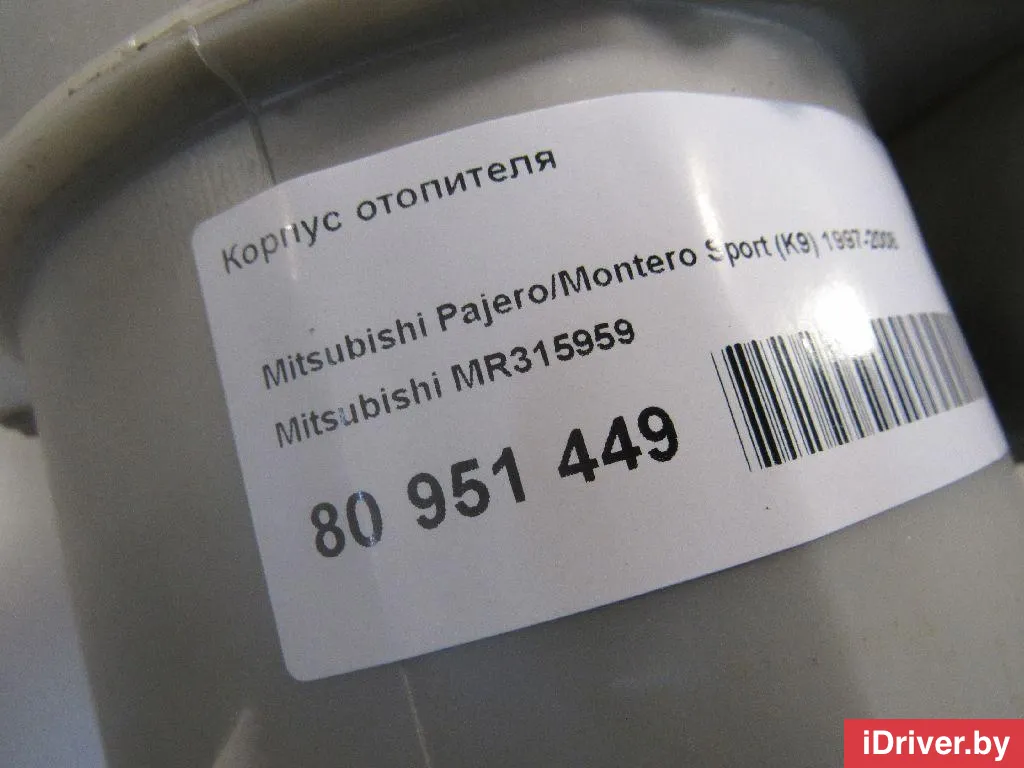 Корпус отопителя
Mitsubishi Pajero/Montero Sport (K9) 1997-2008
Mitsubishi MR315959
80 951 449
iDriver.by